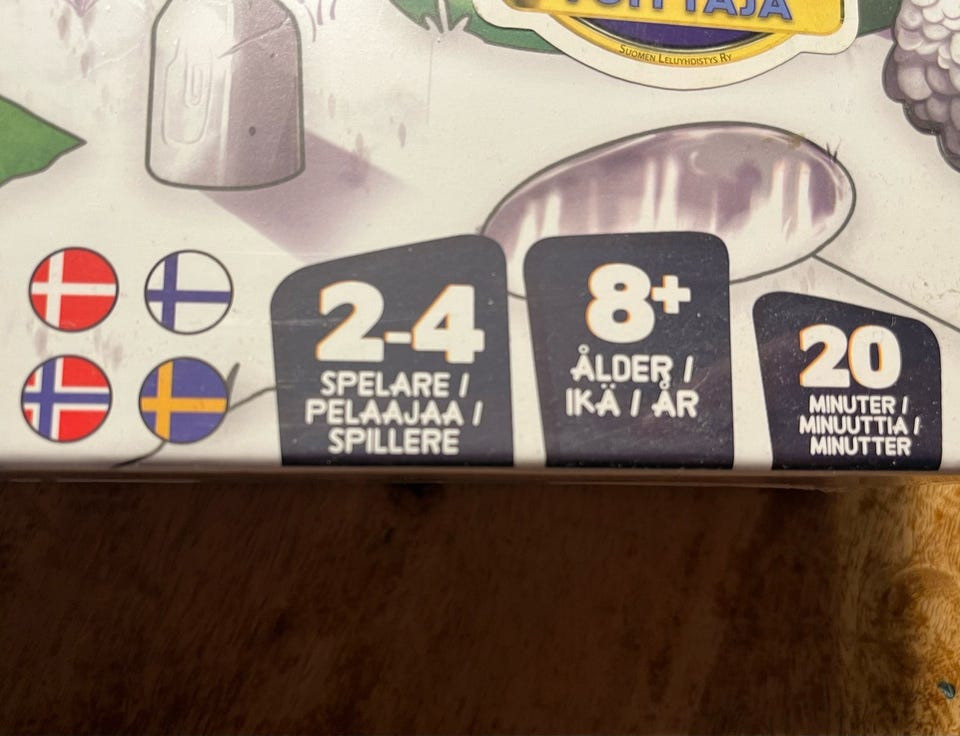 SUOMEN LELUYHDISTYS RY
2-4
SPELARE /
PELAAJAA /
SPILLERE
8+
ÅLDER /
IKÄ / ÅR
20
MINUTER /
MINUUTTIA /
MINUTTER